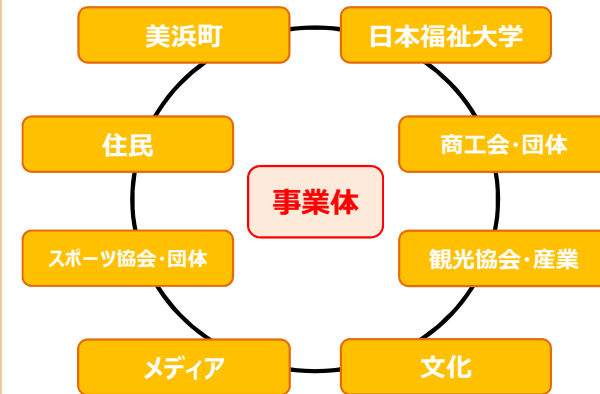 美浜町
日本福祉大学
住民
商工会・団体
事業体
スポーツ協会・団体
観光協会・産業
メディア
文化